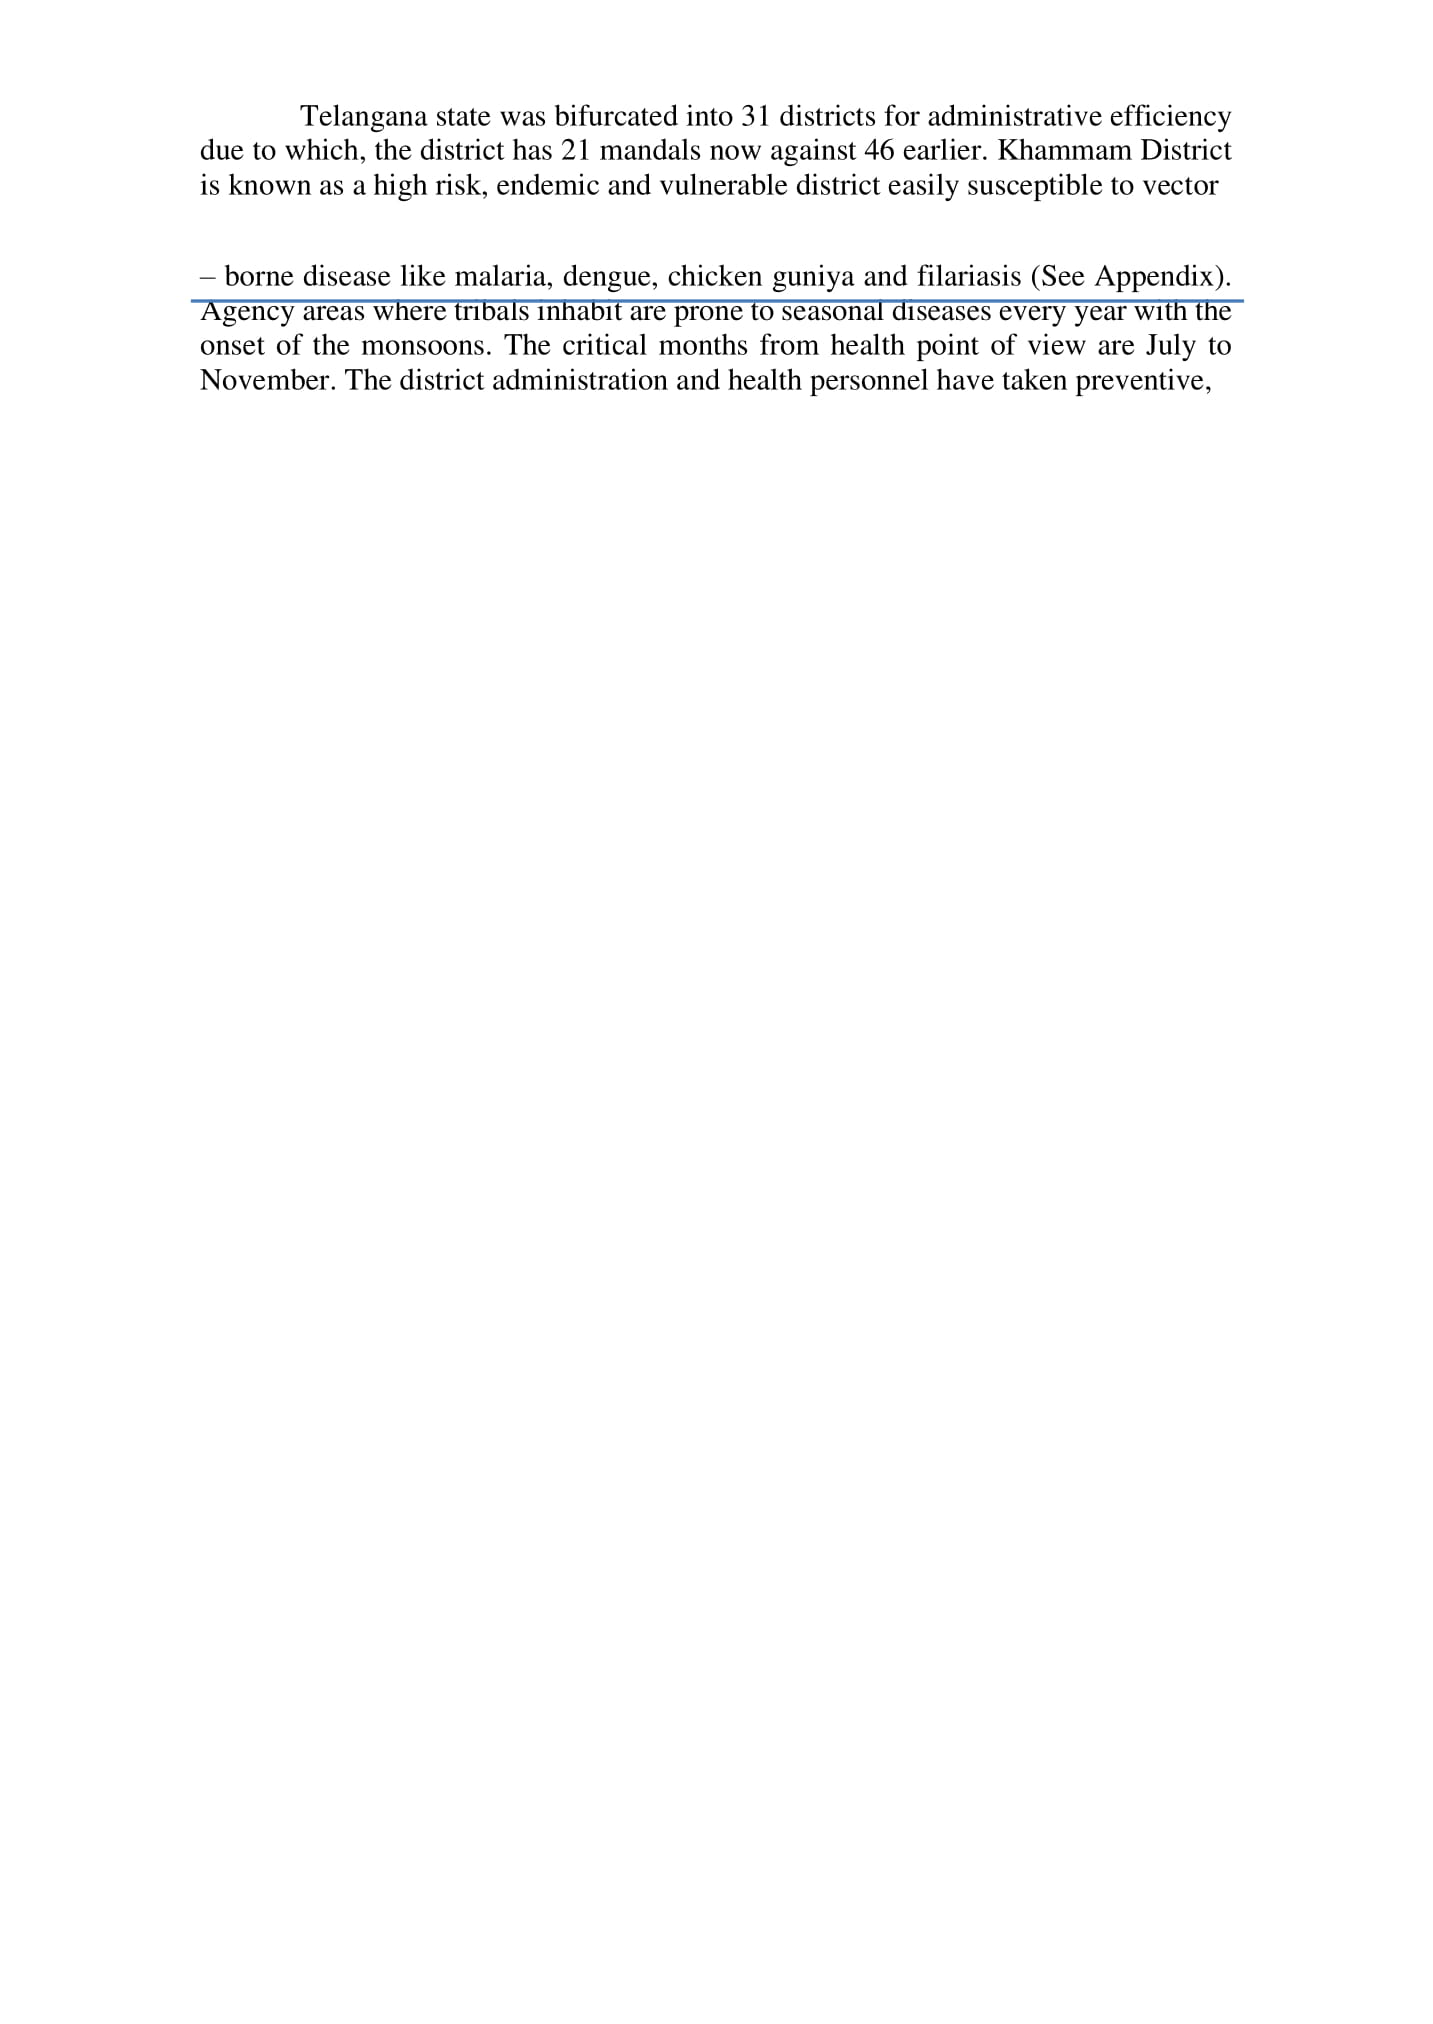 Telangana state was bifurcated into 31 districts for administrative efficiency
due to which, the district has 21 mandals now against 46 earlier. Khammam District
is known as a high risk, endemic and vulnerable district easily susceptible to vector
– borne disease like malaria, dengue, chicken guniya and filariasis (See Appendix).
Agency areas where tribals inhabit are prone to seasonal diseases every year with the
onset of the monsoons. The critical months from health point of view are July to
November. The district administration and health personnel have taken preventive,